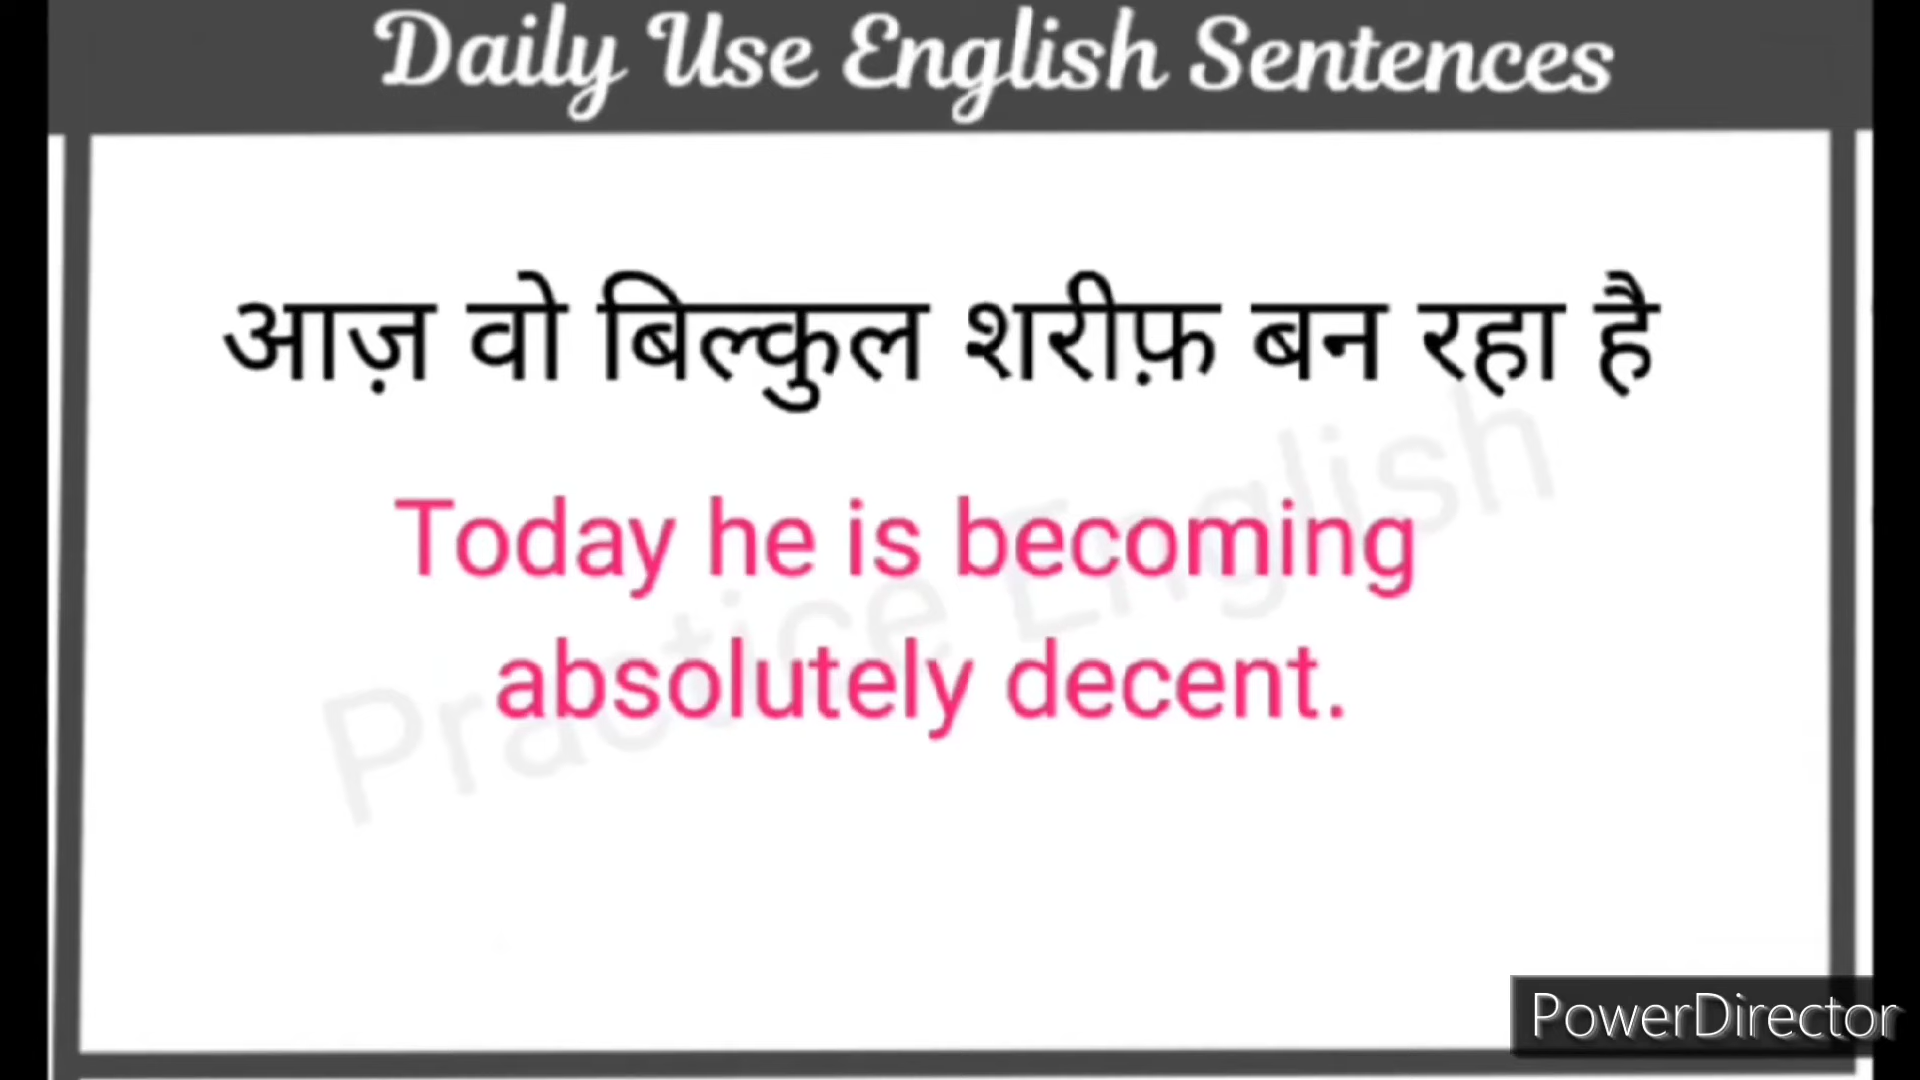 Daily Use English Sentences
आज़ वो बिल्कुल शरीफ़ बन रहा है
Today he is becoming
absolutely decent.
Practice English
PowerDirector